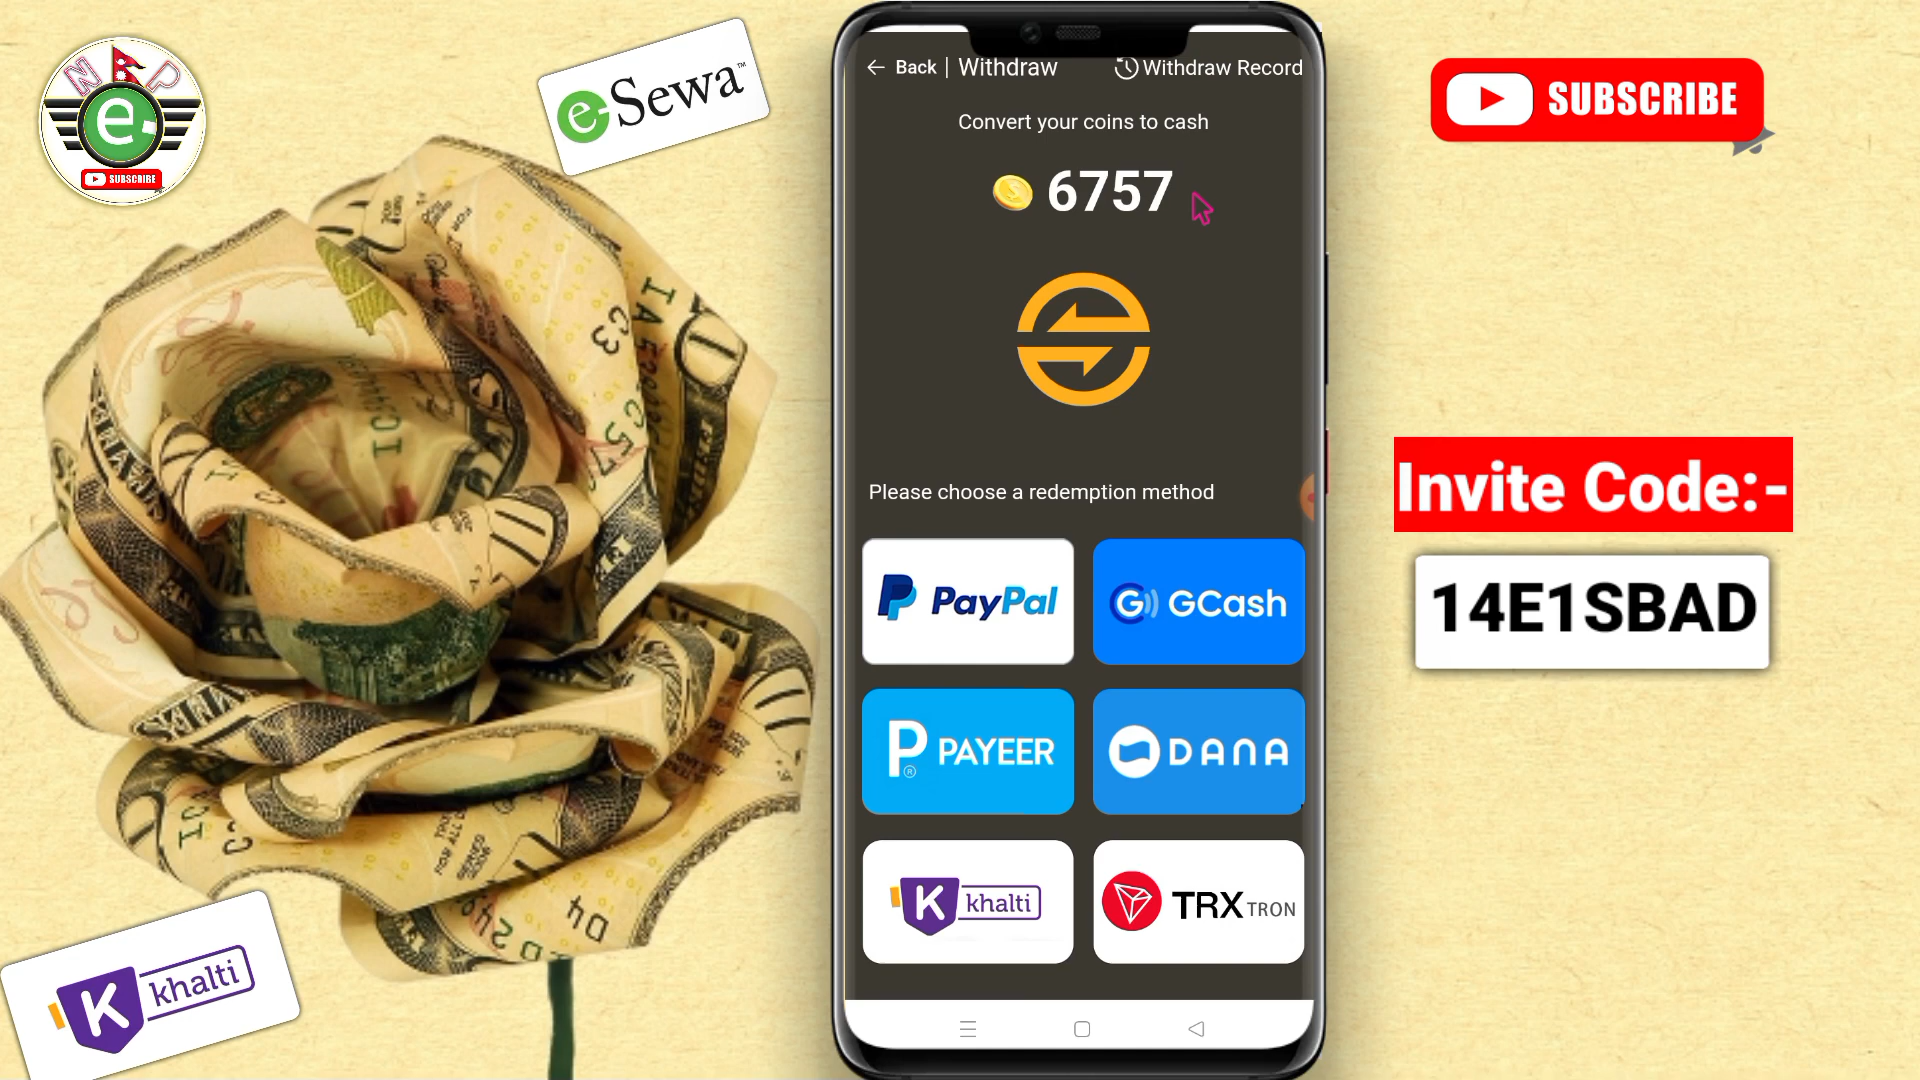 N P
e
SUBSCRIBE
eSewa™
← Back | Withdraw
Withdraw Record
Convert your coins to cash
6757
Please choose a redemption method
PayPal
GCash
PAYEER
DANA
khalti
TRX TRON
SUBSCRIBE
Invite Code:-
14E1SBAD
K khalti